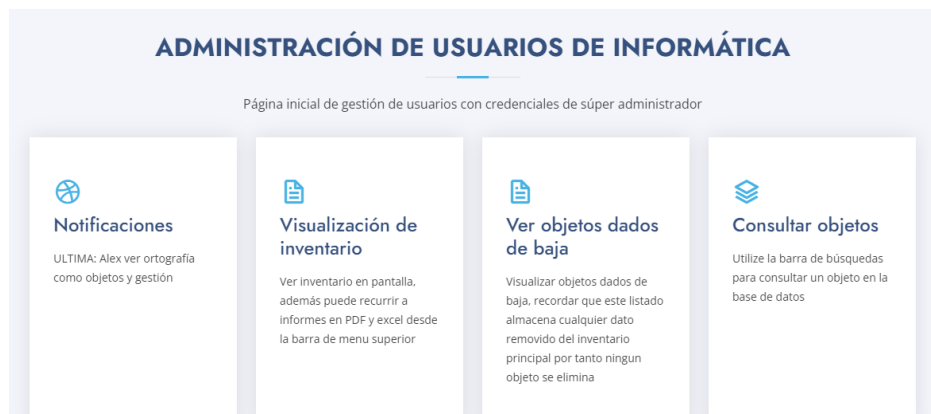 ADMINISTRACIÓN DE USUARIOS DE INFORMÁTICA
Página inicial de gestión de usuarios con credenciales de súper administrador
Notificaciones
ULTIMA: Alex ver ortografía
como objetos y gestión
Visualización de
inventario
Ver inventario en pantalla,
además puede recurrir a
informes en PDF y excel desde
la barra de menu superior
Ver objetos dados
de baja
Visualizar objetos dados de
baja, recordar que este listado
almacena cualquier dato
removido del inventario
principal por tanto ningun
objeto se elimina
Consultar objetos
Utilize la barra de búsquedas
para consultar un objeto en la
base de datos